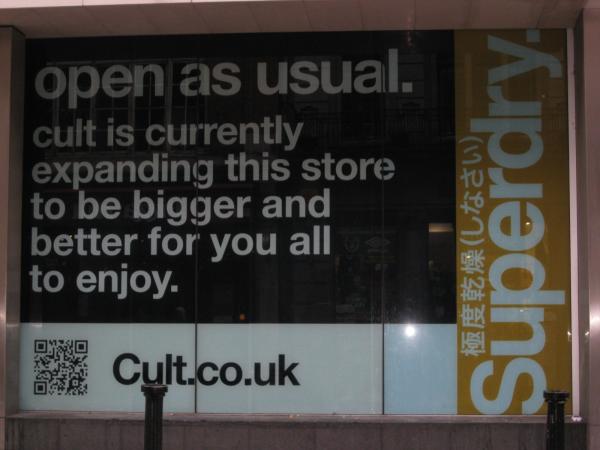 open as usual.
cult is currently
expanding this store
to be bigger and
better for you all
to enjoy.
Cult.co.uk
極度乾燥(しなさい)
Superdry.